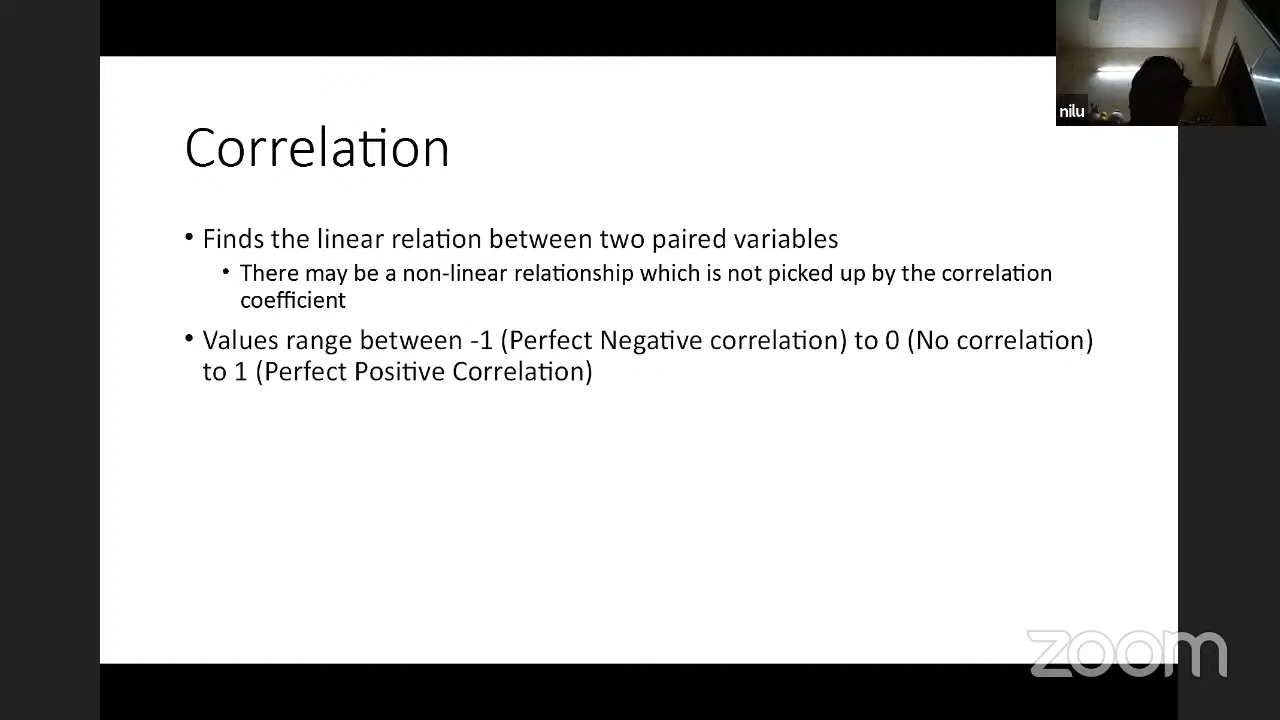 nilu
Correlation
• Finds the linear relation between two paired variables
• There may be a non-linear relationship which is not picked up by the correlation
coefficient
• Values range between -1 (Perfect Negative correlation) to 0 (No correlation)
to 1 (Perfect Positive Correlation)
zoom